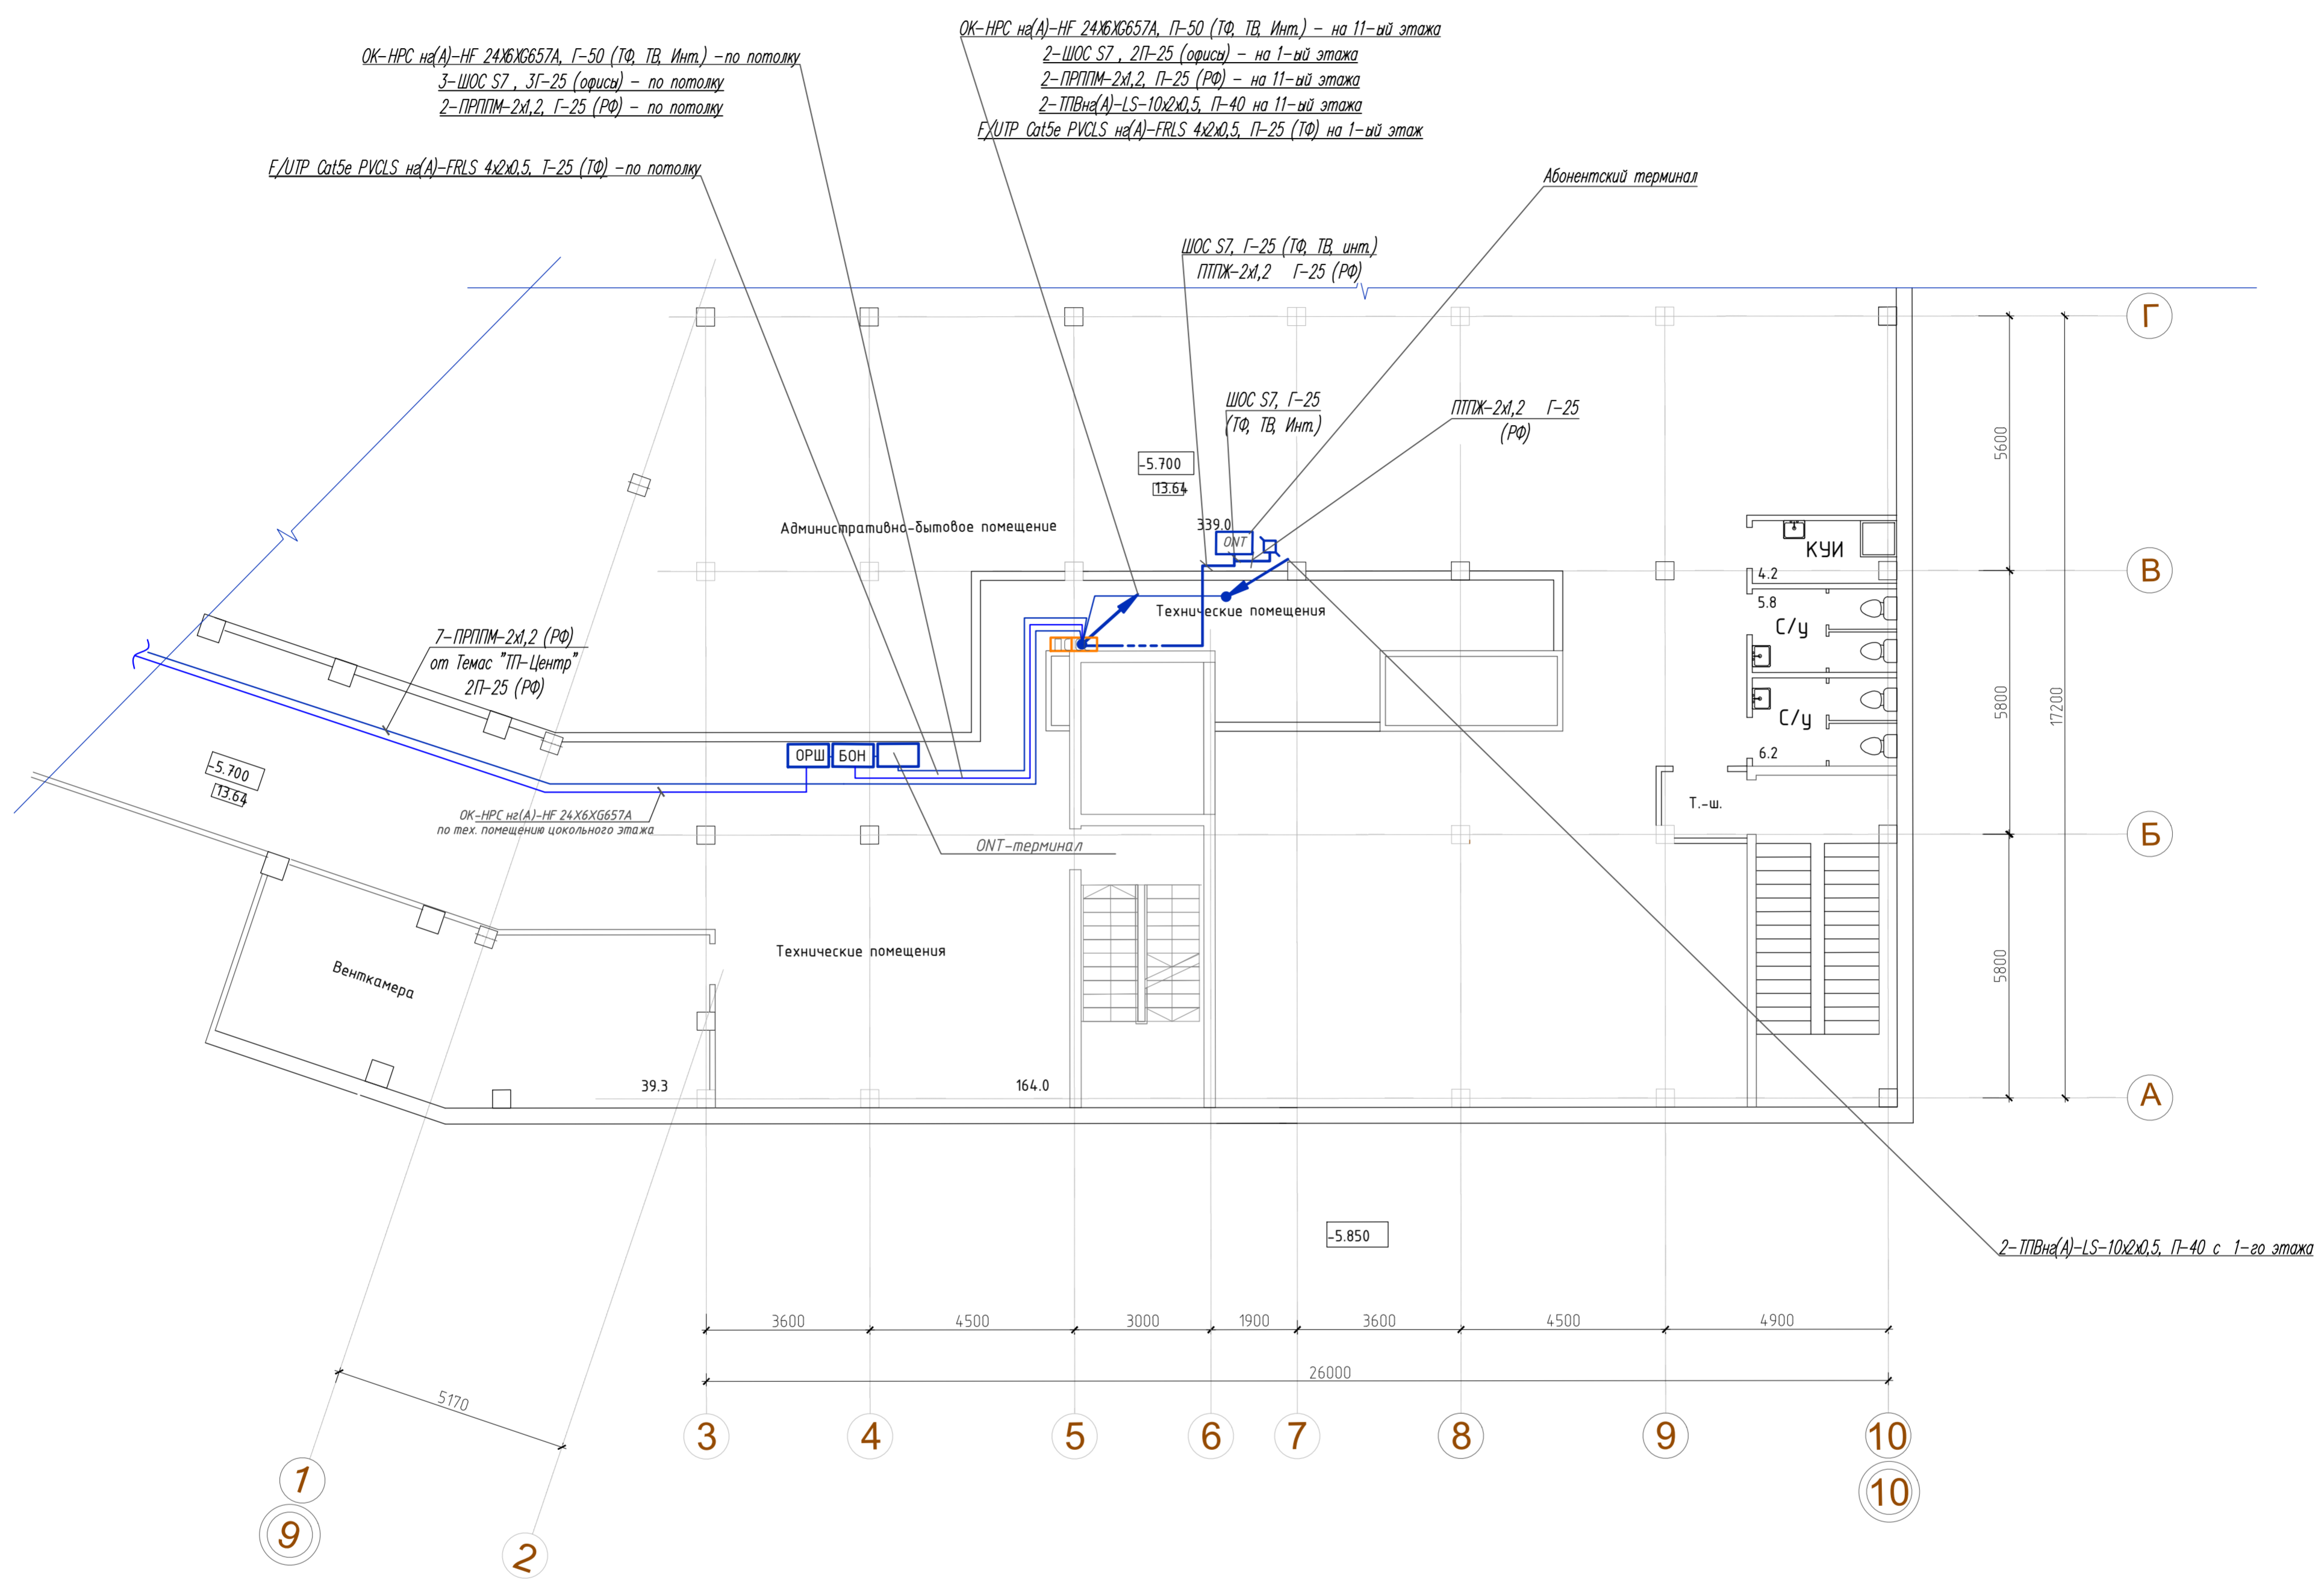 ОК-НРС нг(А)-HF 24Х6ХG657А, Г-50 (ТФ, ТВ, Инт.) -по потолку
3-ШОС S7 , 3Г-25 (офисы) - по потолку
2-ПРППМ-2х1,2, Г-25 (РФ) - по потолку
F/UTP Cat5e PVCLS нг(А)-FRLS 4х2х0,5, Т-25 (ТФ) -по потолку
ОК-НРС нг(А)-HF 24Х6ХG657А, П-50 (ТФ, ТВ, Инт.) - на 11-ый этажа
2-ШОС S7 , 2П-25 (офисы) - на 1-ый этажа
2-ПРППМ-2х1,2, П-25 (РФ) - на 11-ый этажа
2-ТПВнг(А)-LS-10х2х0,5, П-40 на 11-ый этажа
F/UTP Cat5e PVCLS нг(А)-FRLS 4х2х0,5, П-25 (ТФ) на 1-ый этаж
Абонентский терминал
ШОС S7, Г-25 (ТФ, ТВ, инт.)
ПТПЖ-2х1,2 Г-25 (РФ)
Г
ШОС S7, Г-25
(ТФ, ТВ, Инт.)
ПТПЖ-2х1,2 Г-25
(РФ)
5600
-5.700
13.64
Административно-бытовое помещение
339.0
ONT
КУИ
4.2
В
5.8
С/у
Технические помещения
7-ПРППМ-2х1,2 (РФ)
от Темас "ТП-Центр"
2П-25 (РФ)
5800
17200
С/у
6.2
ОРШ
БОН
-5.700
13.64
Т.-ш.
ОК-НРС нг(А)-HF 24Х6ХG657А
по тех. помещению цокольного этажа
ONT-терминал
Б
Технические помещения
Венткамера
5800
39.3
164.0
А
-5.850
2-ТПВнг(А)-LS-10х2х0,5, П-40 с 1-го этажа
3600
4500
3000
1900
3600
4500
4900
26000
5170
3
4
5
6
7
8
9
10
10
1
9
2